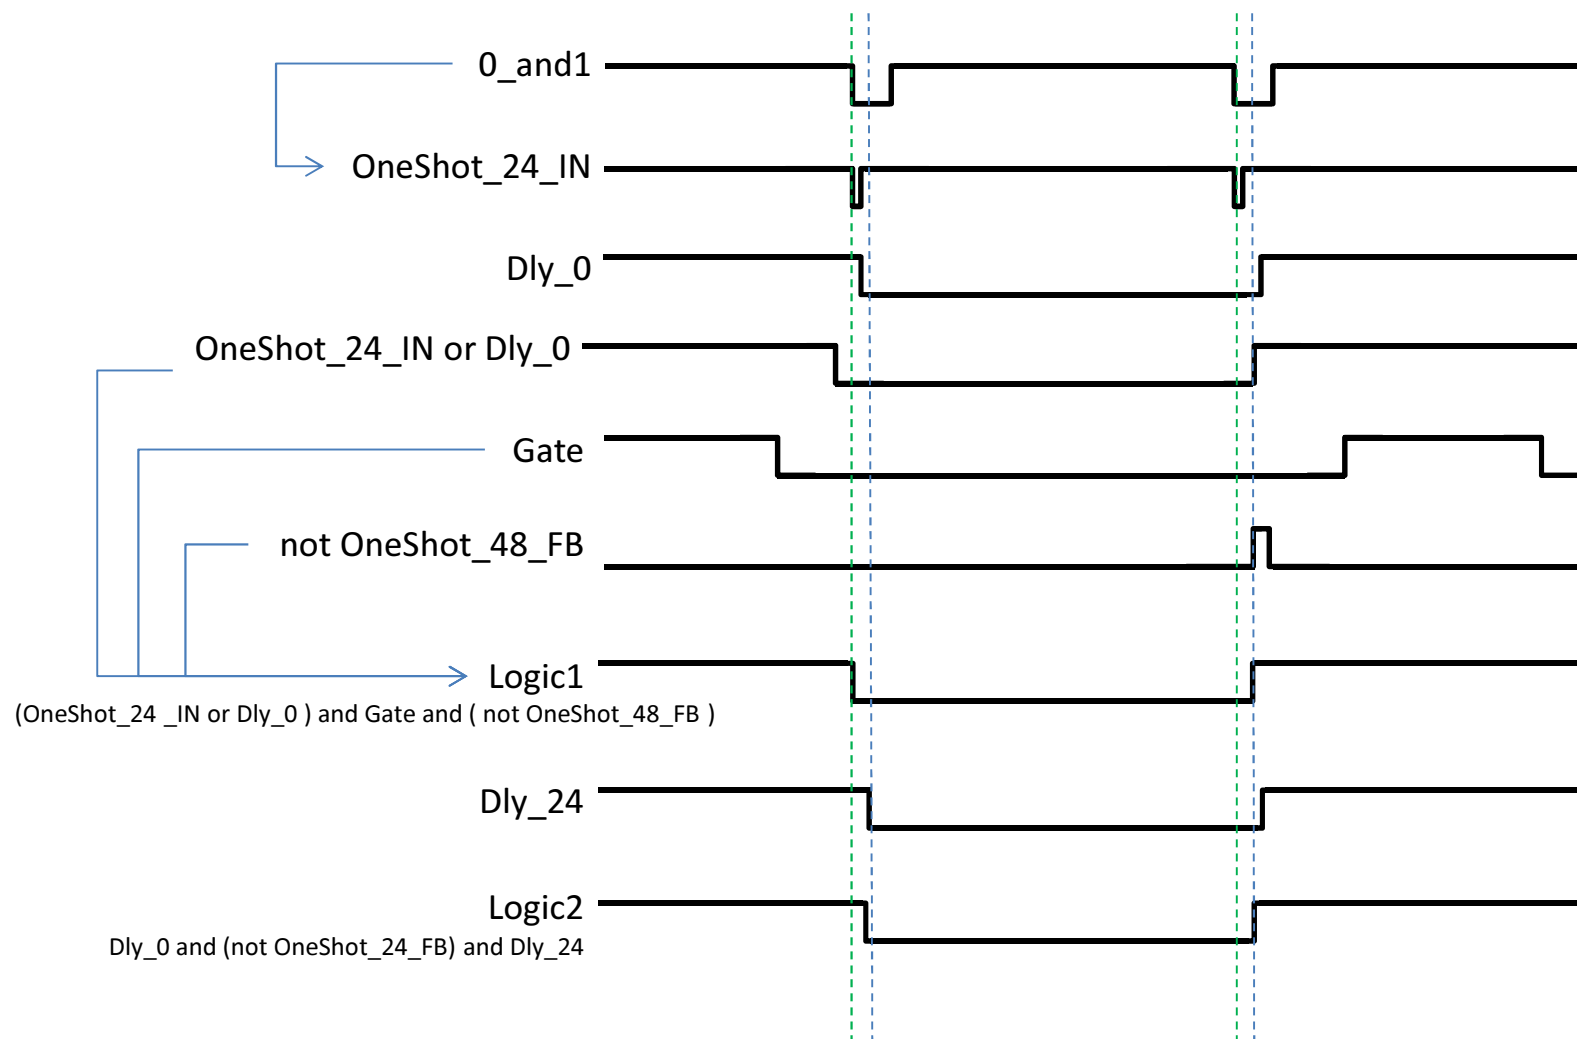 0_and1
OneShot_24_IN
Dly_0
OneShot_24_IN or Dly_0
Gate
not OneShot_48_FB
Logic1
(OneShot_24 _IN or Dly_0 ) and Gate and ( not OneShot_48_FB )
Dly_24
Logic2
Dly_0 and (not OneShot_24_FB) and Dly_24